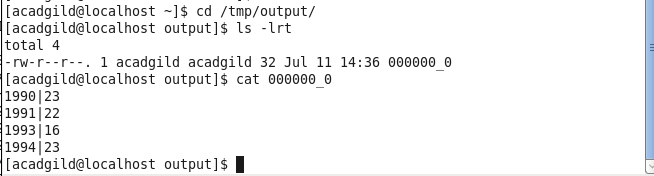 [acadgild@localhost ~]$ cd /tmp/output/
[acadgild@localhost output]$ ls -lrt
total 4
-rw-r--r--. 1 acadgild acadgild 32 Jul 11 14:36 000000_0
[acadgild@localhost output]$ cat 000000_0
1990|23
1991|22
1993|16
1994|23
[acadgild@localhost output]$